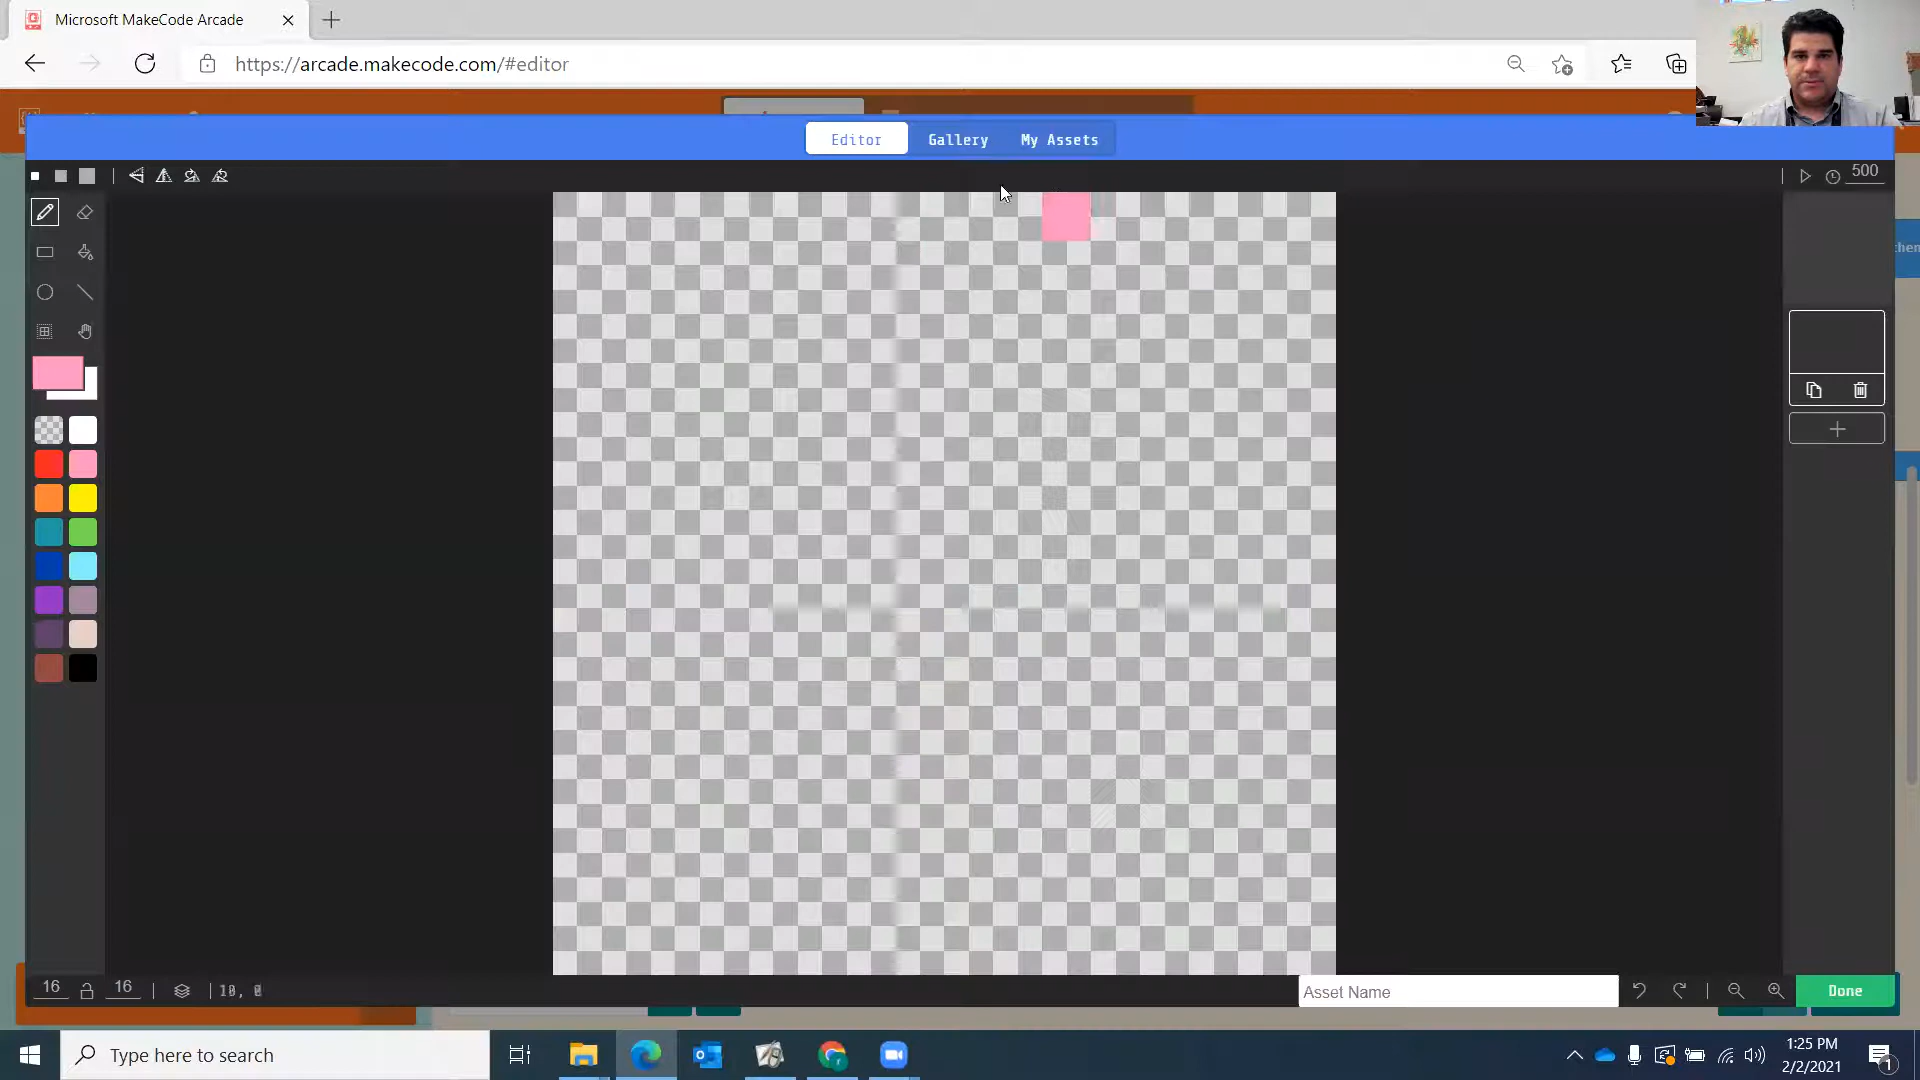 Microsoft MakeCode Arcade
https://arcade.makecode.com/#editor
Editor Gallery My Assets
500
16 16 10, 0
Asset Name
Done
Type here to search
1:25 PM
2/2/2021
1